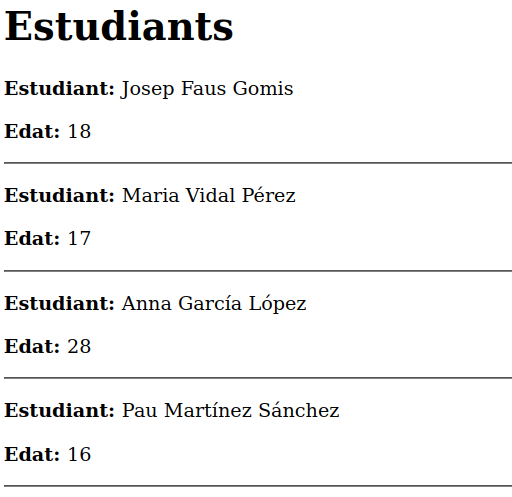 Estudiants
Estudiant: Josep Faus Gomis
Edat: 18
Estudiant: Maria Vidal Pérez
Edat: 17
Estudiant: Anna García López
Edat: 28
Estudiant: Pau Martínez Sánchez
Edat: 16